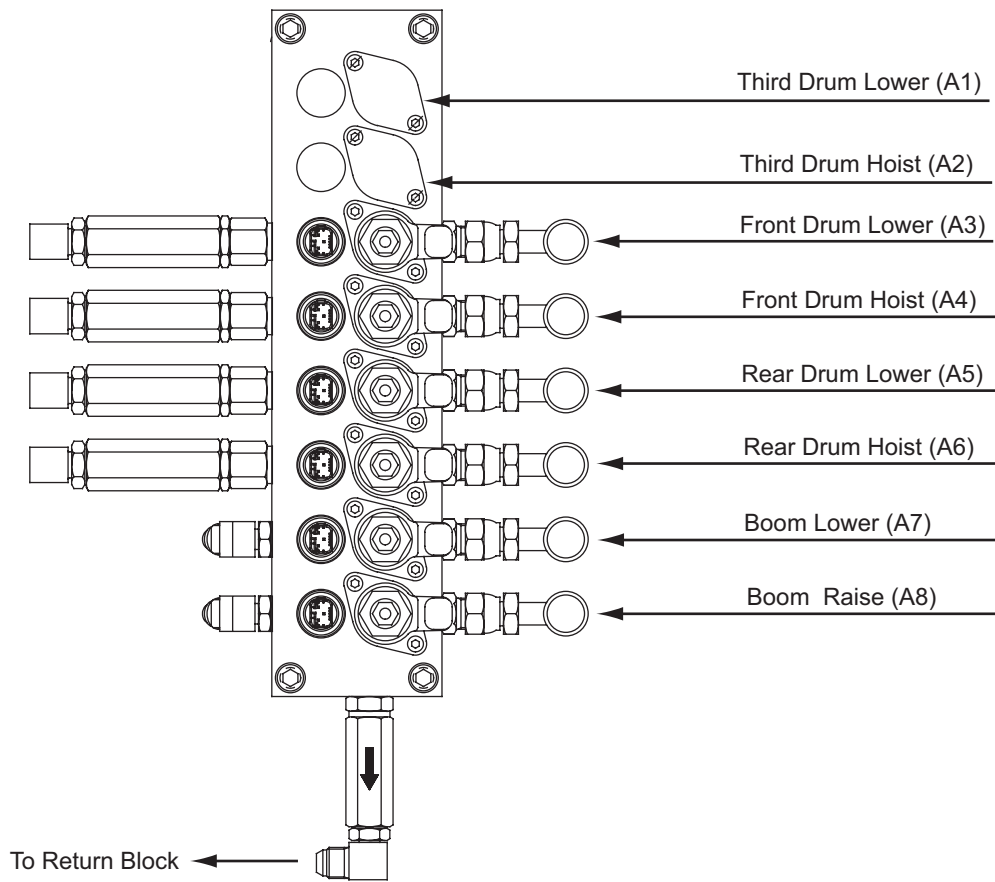 Third Drum Lower (A1)
Third Drum Hoist (A2)
Front Drum Lower (A3)
Front Drum Hoist (A4)
Rear Drum Lower (A5)
Rear Drum Hoist (A6)
Boom Lower (A7)
Boom Raise (A8)
To Return Block